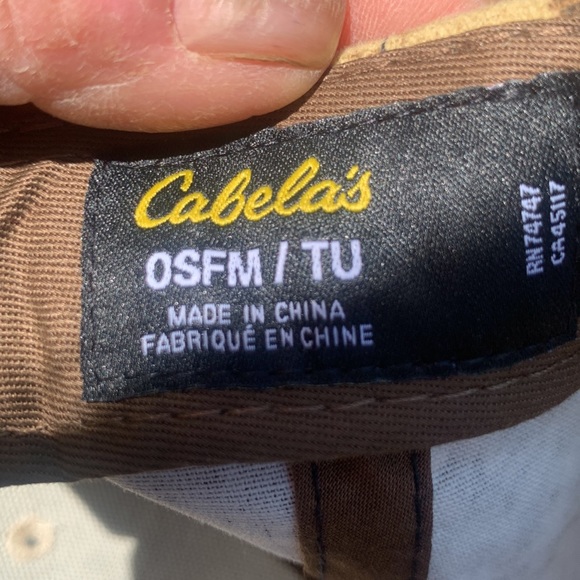 Cabela's
OSFM / TU
MADE IN CHINA
FABRIQUÉ EN CHINE
RN74747
CA45117